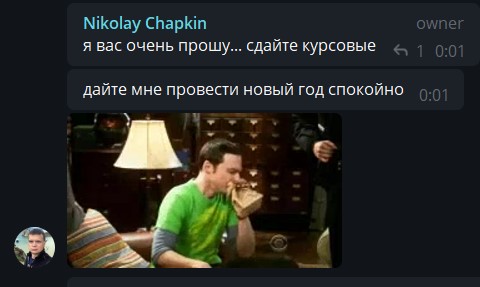 Nikolay Chapkin owner
я вас очень прошу... сдайте курсовые 1 0:01
дайте мне провести новый год спокойно 0:01